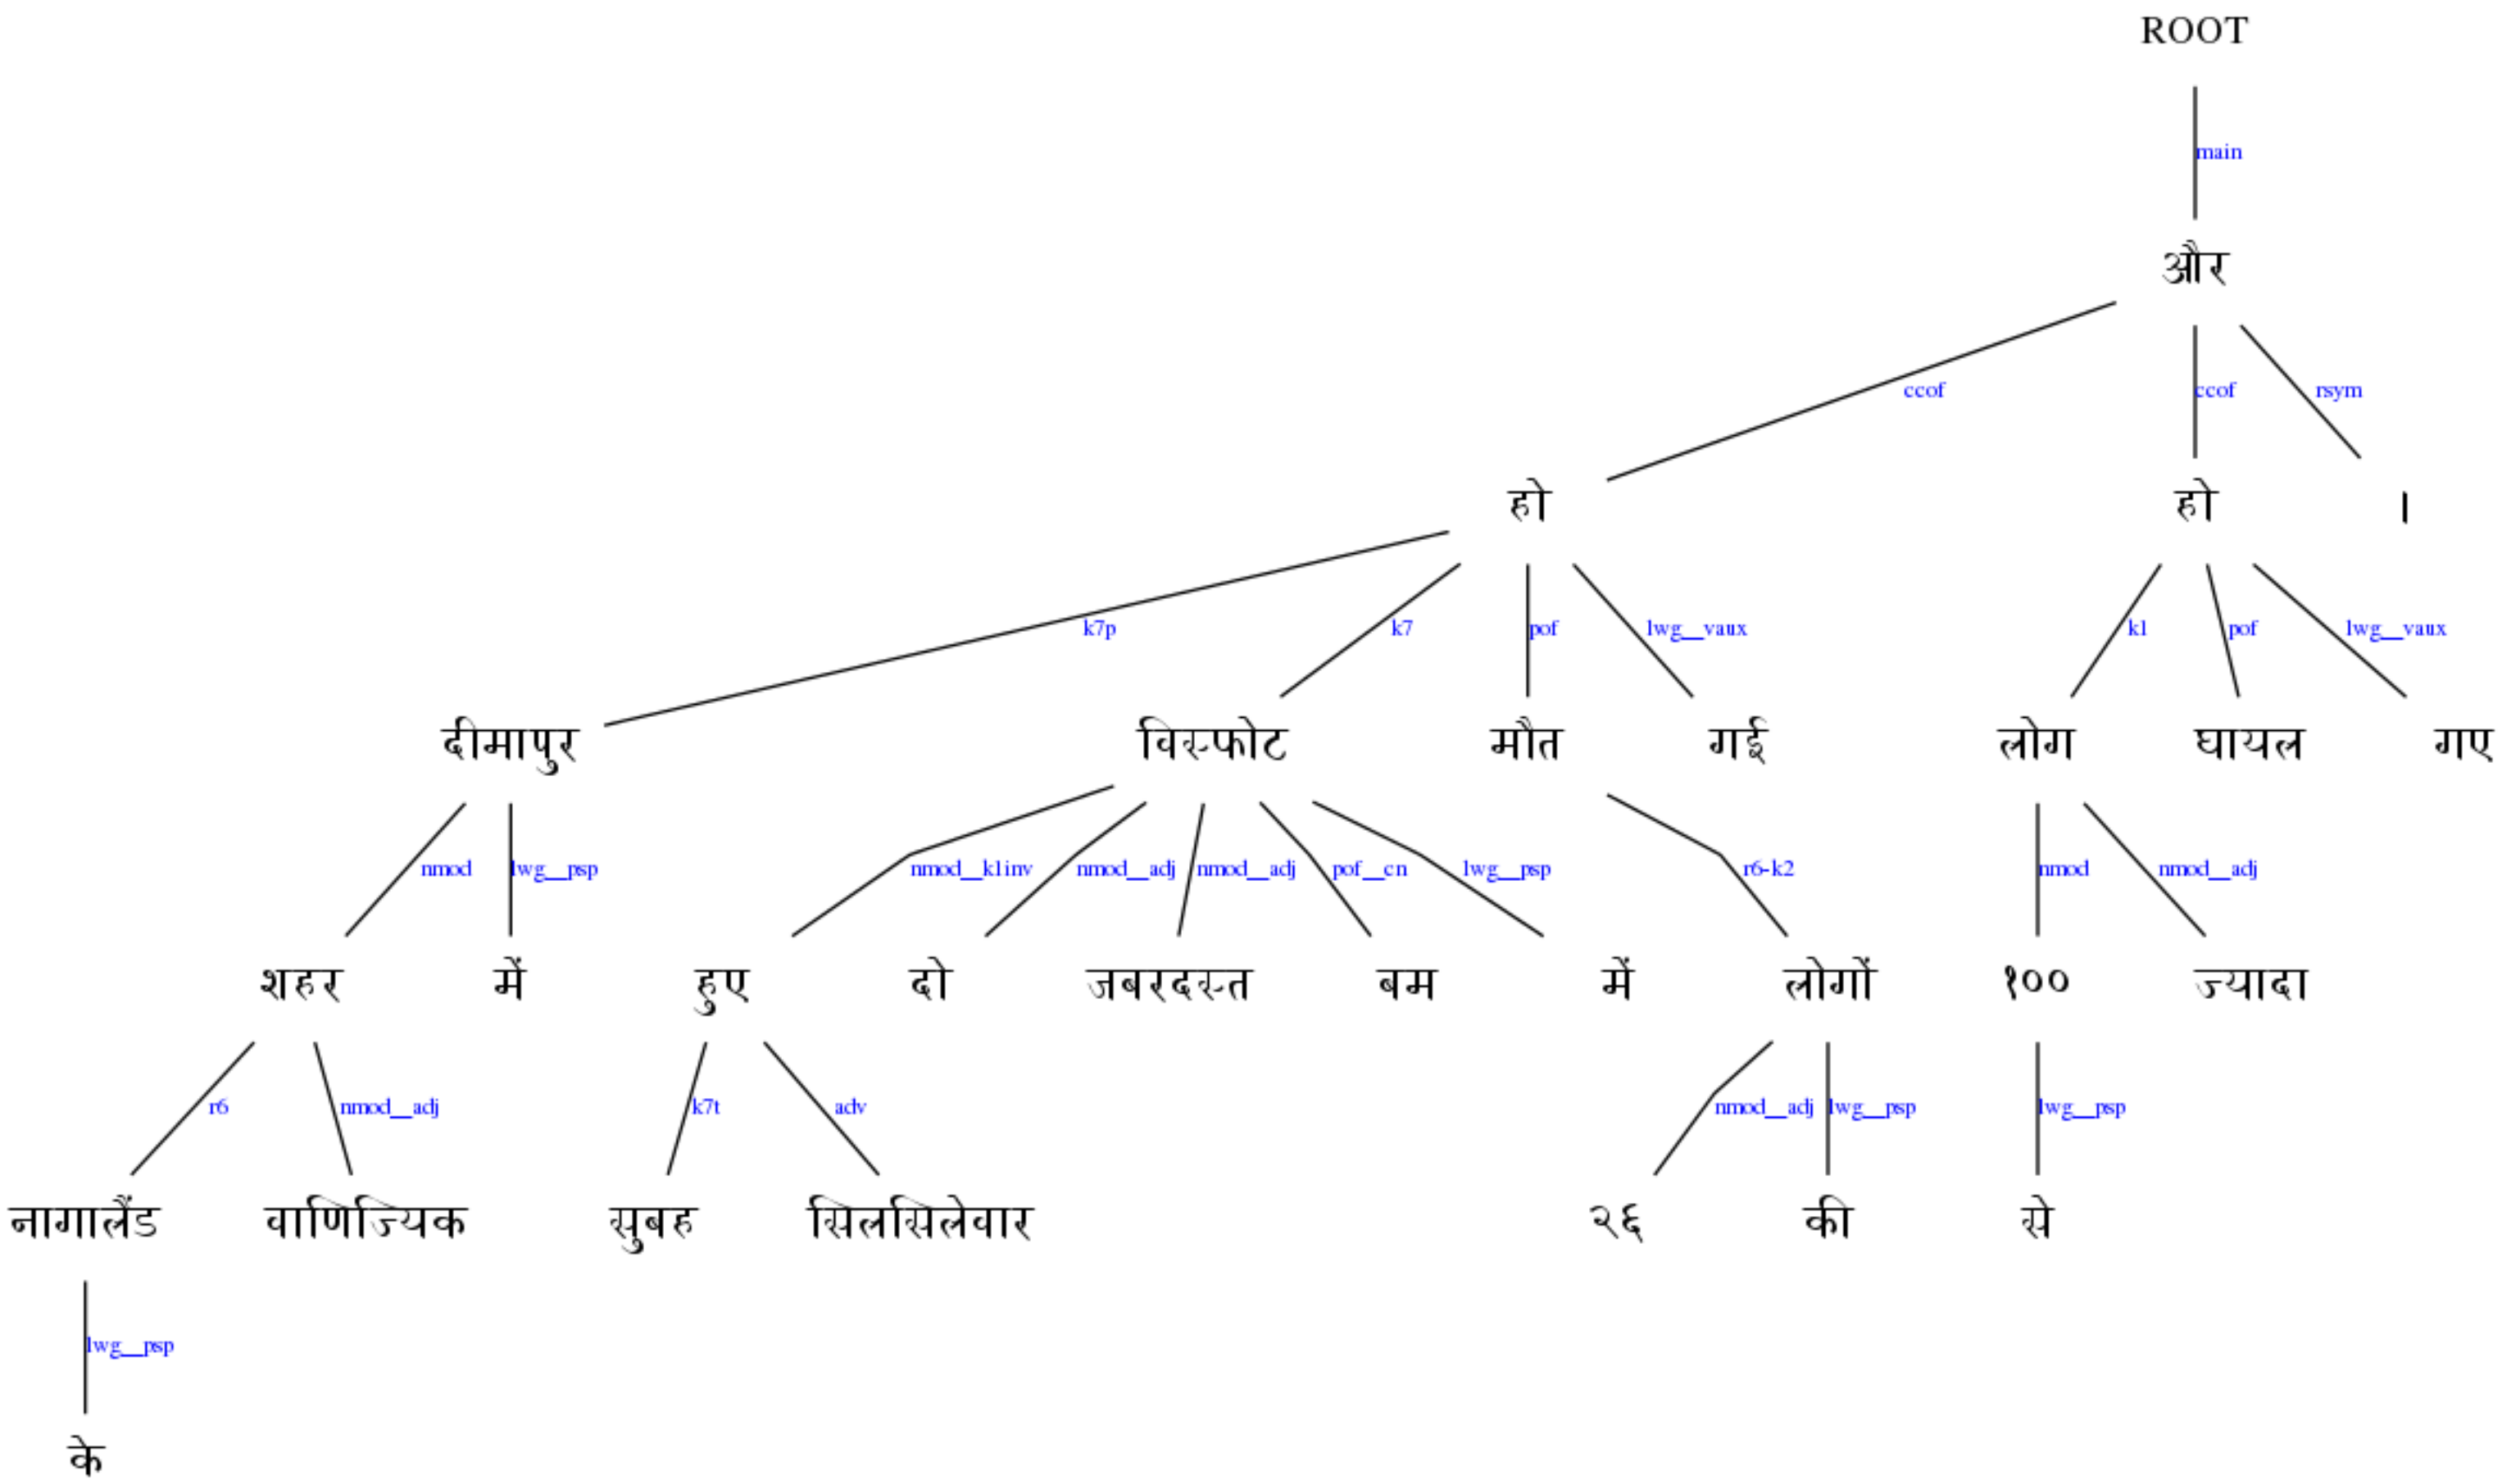 ROOT
main
और
ccof ccof rsym
हो हो ।
k7p k7 pof lwg__vaux k1 pof lwg__vaux
दीमापुर विस्फोट मौत गई लोग घायल गए
nmod lwg__psp nmod__k1inv nmod__adj nmod__adj pof__cn lwg__psp r6-k2 nmod nmod__adj
शहर में हुए दो जबरदस्त बम में लोगों १०० ज्यादा
r6 nmod__adj k7t adv nmod__adj lwg__psp lwg__psp
नागालैंड वाणिज्यिक सुबह सिलसिलेवार २६ की से
lwg__psp
के